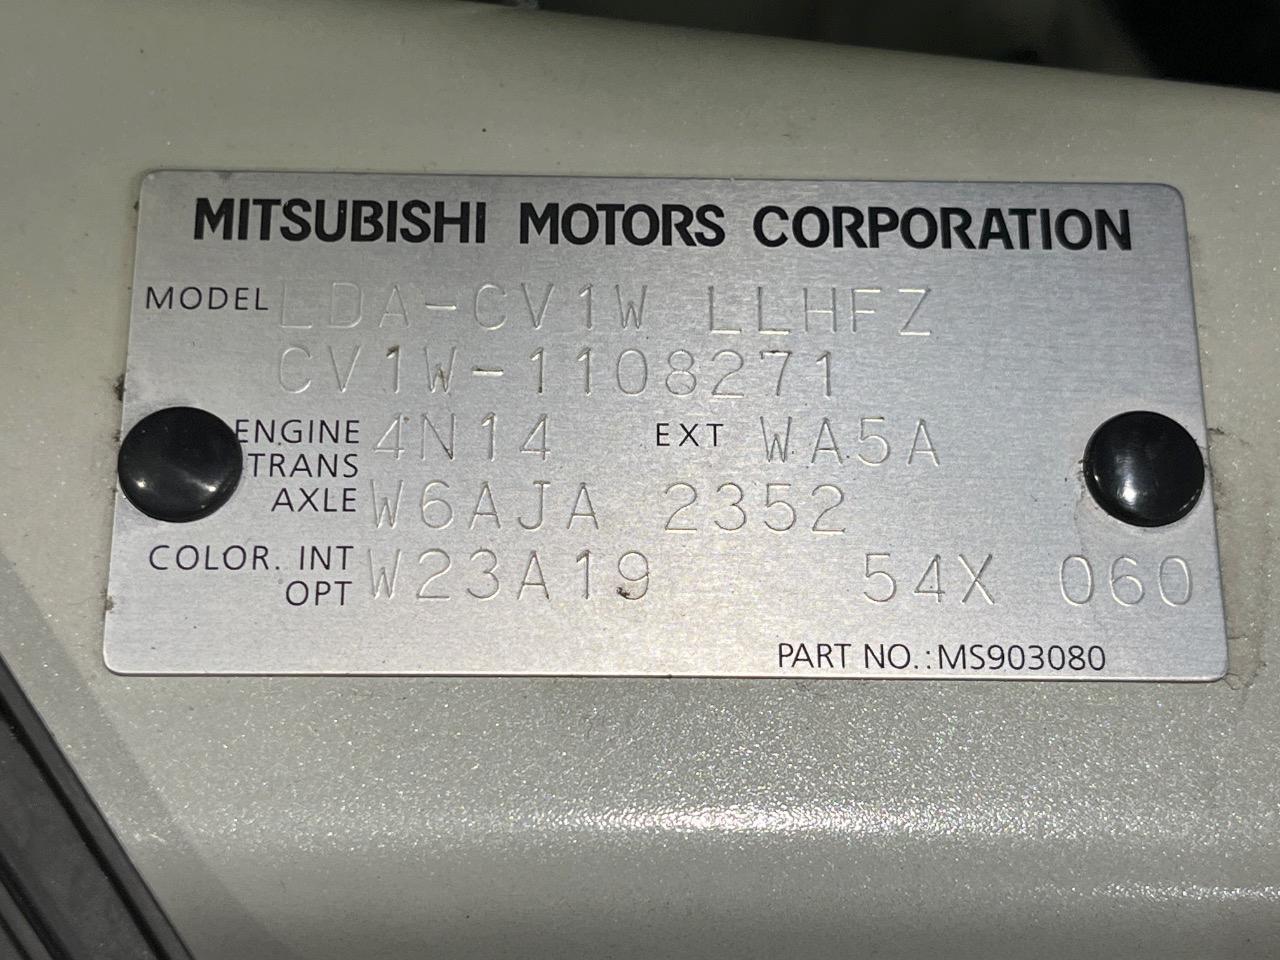 MITSUBISHI MOTORS CORPORATION
MODEL LDA-CV1W LLHFZ
CV1W-1108271
ENGINE 4N14 EXT WA5A
TRANS
AXLE W6AJA 2352
COLOR. INT W23A19 54X 060
OPT
PART NO.:MS903080